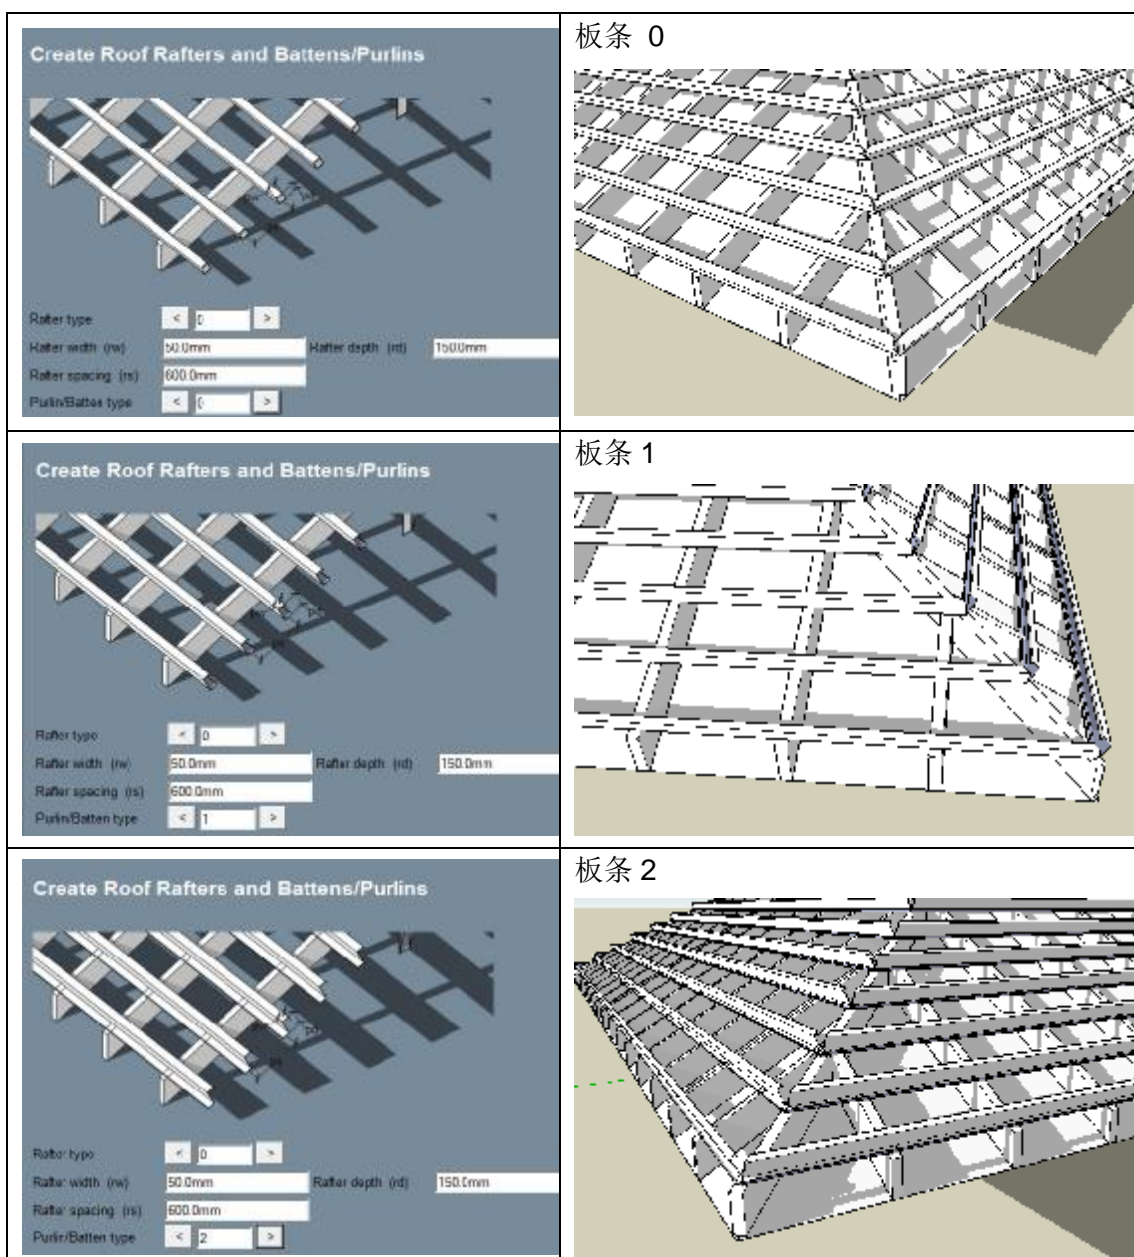 Create Roof Rafters and Battens/Purlins
Rafter type < 0 >
Rafter width (rw) 50.0mm Rafter depth (rd) 150.0mm
Rafter spacing (rs) 600.0mm
Purlin/Batten type < 0 >
板条 0
Create Roof Rafters and Battens/Purlins
Rafter type < 0 >
Rafter width (rw) 50.0mm Rafter depth (rd) 150.0mm
Rafter spacing (rs) 600.0mm
Purlin/Batten type < 1 >
板条 1
Create Roof Rafters and Battens/Purlins
Rafter type < 0 >
Rafter width (rw) 50.0mm Rafter depth (rd) 150.0mm
Rafter spacing (rs) 600.0mm
Purlin/Batten type < 2 >
板条 2